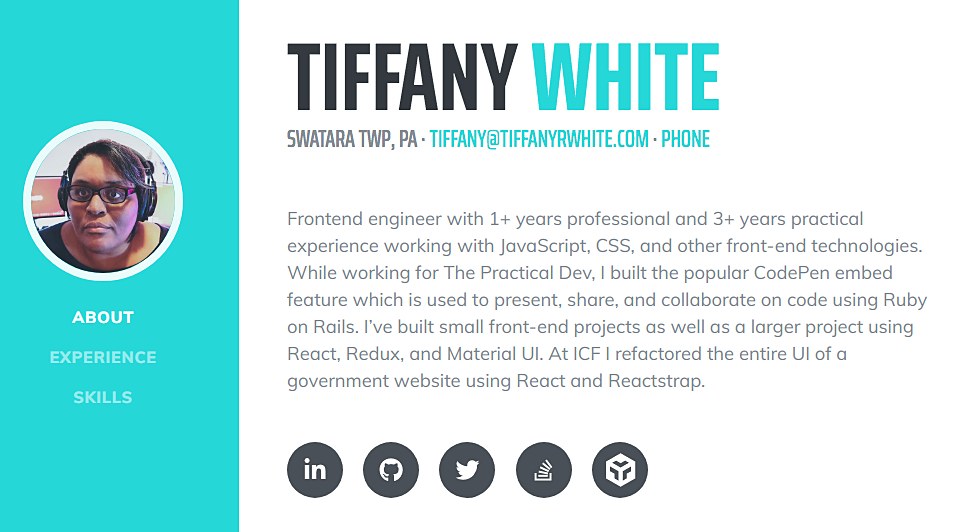 TIFFANY WHITE
SWATARA TWP, PA · TIFFANY@TIFFANYRWHITE.COM · PHONE
Frontend engineer with 1+ years professional and 3+ years practical
experience working with JavaScript, CSS, and other front-end technologies.
While working for The Practical Dev, I built the popular CodePen embed
feature which is used to present, share, and collaborate on code using Ruby
on Rails. I’ve built small front-end projects as well as a larger project using
React, Redux, and Material UI. At ICF I refactored the entire UI of a
government website using React and Reactstrap.
ABOUT
EXPERIENCE
SKILLS
in